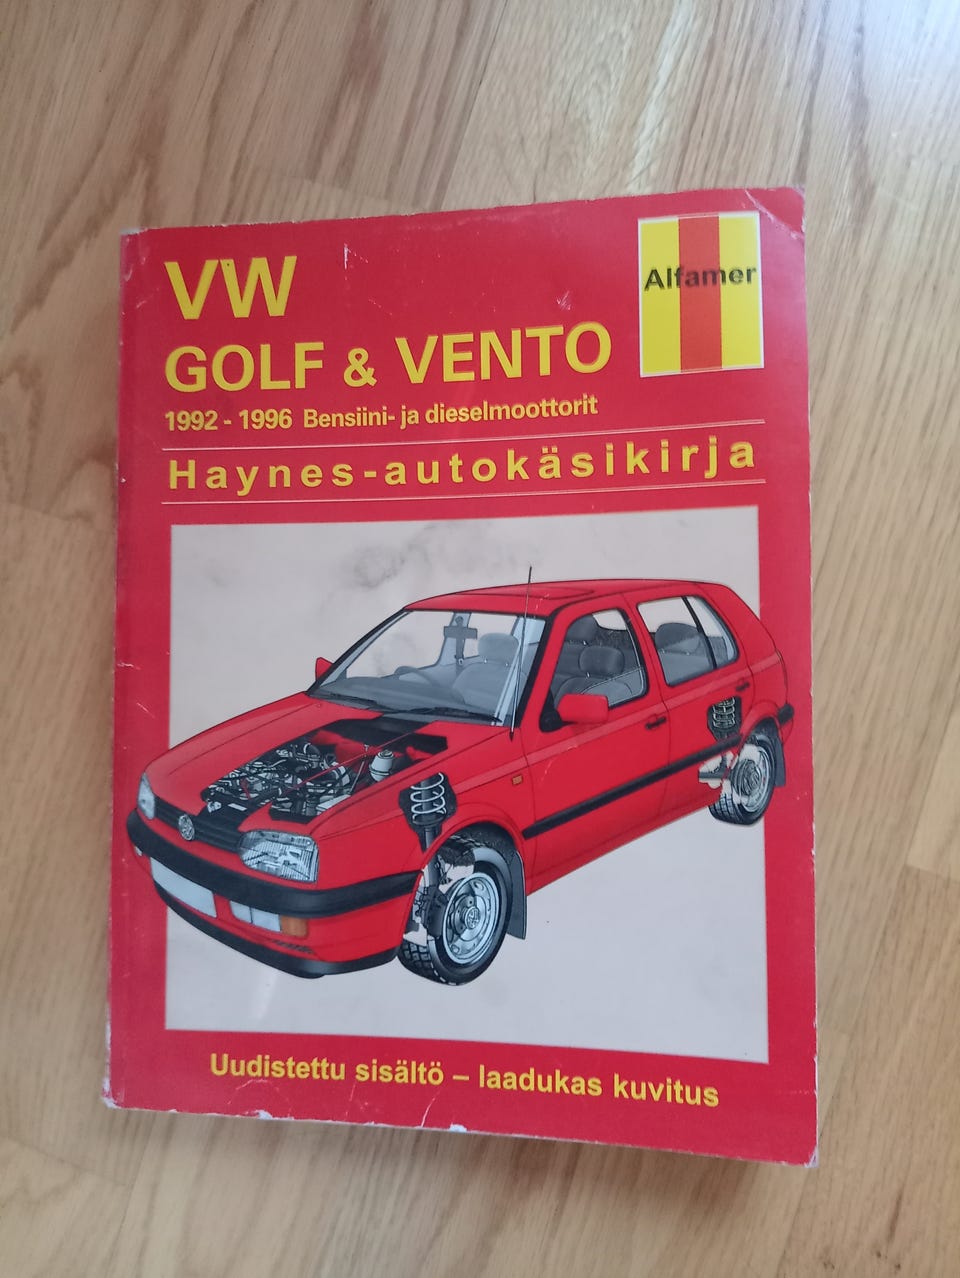 VW
Alfamer
GOLF & VENTO
1992 - 1996 Bensiini- ja dieselmoottorit
Haynes-autokäsikirja
Uudistettu sisältö – laadukas kuvitus